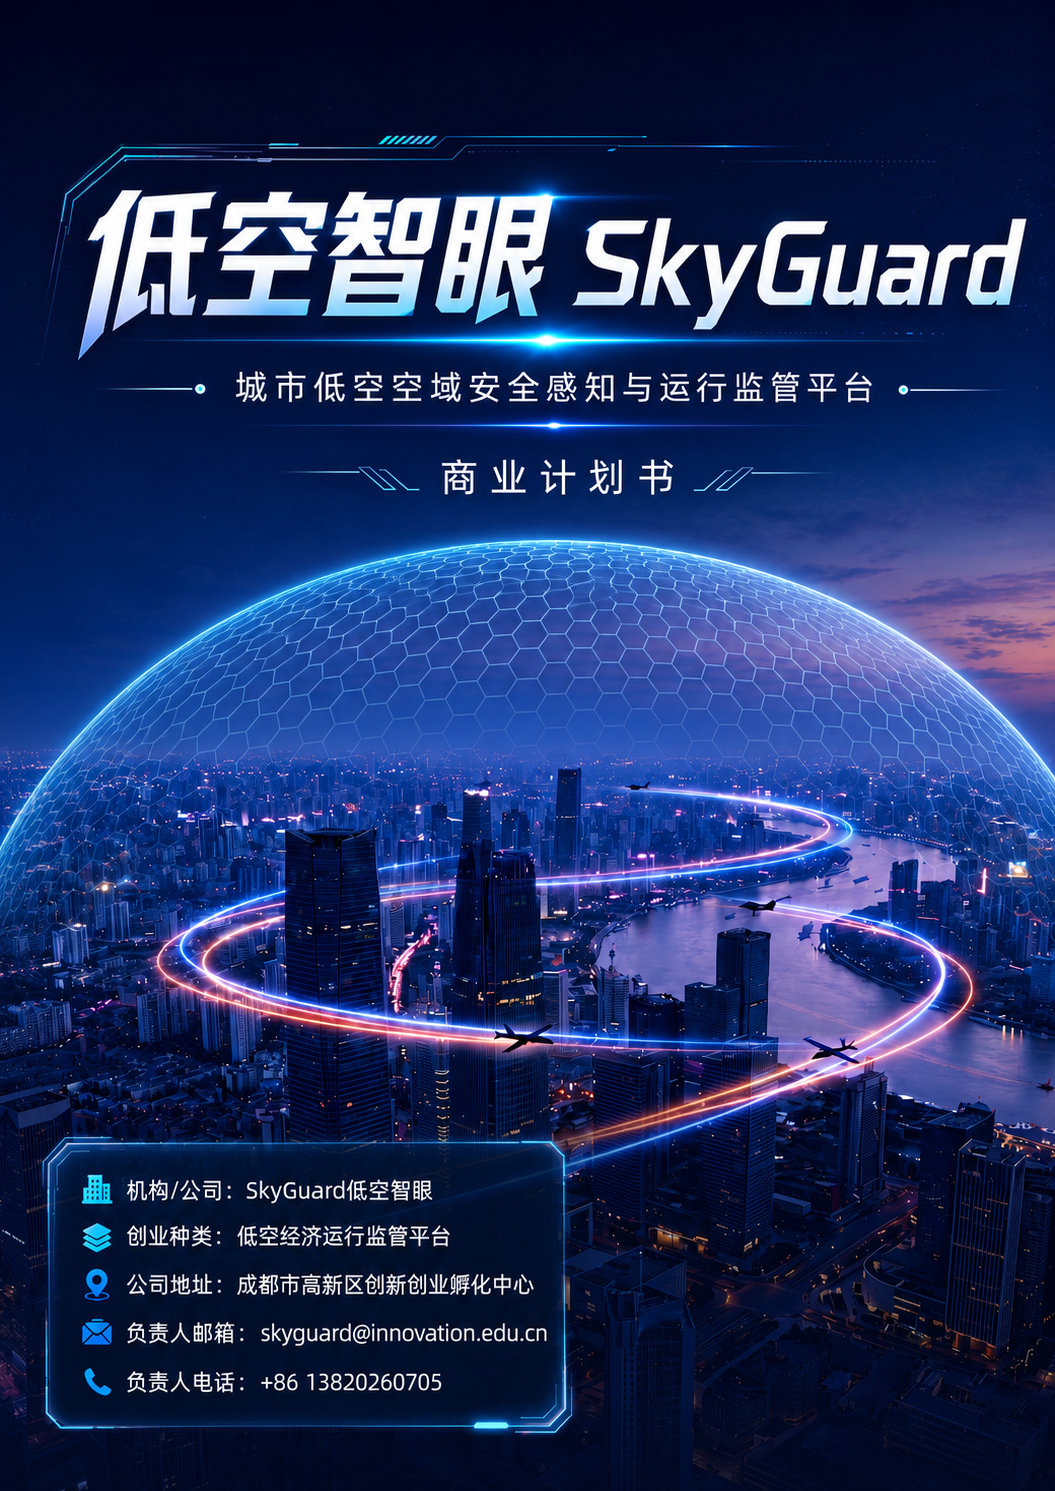 低空智眼 SkyGuard
城市低空空域安全感知与运行监管平台
商业计划书
机构/公司：SkyGuard低空智眼
创业种类：低空经济运行监管平台
公司地址：成都市高新区创新创业孵化中心
负责人邮箱：skyguard@innovation.edu.cn
负责人电话：+86 13820260705